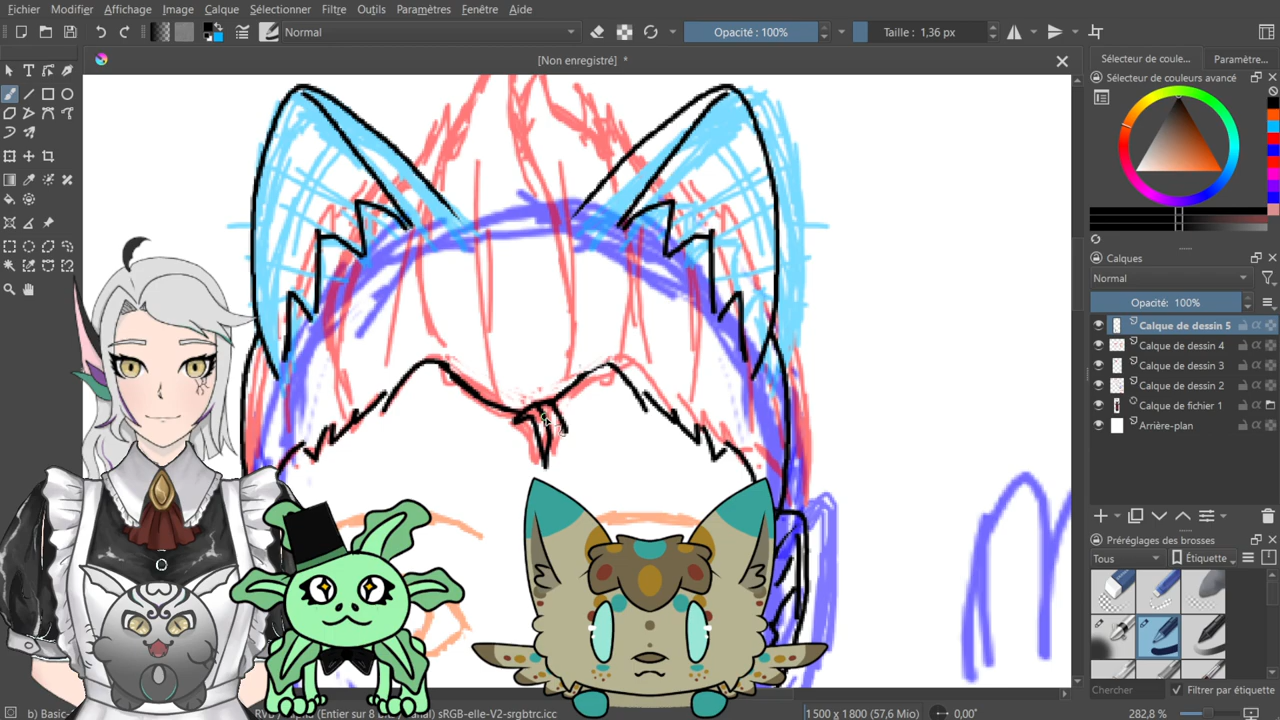 Fichier Modifier Affichage Image Calque Sélectionner Filtre Outils Paramètres Fenêtre Aide
Normal
Opacité : 100%
Taille : 1,36 px
[Non enregistré] *
Sélecteur de coule...
Paramètre...
Sélecteur de couleurs avancé
Calques
Normal
Opacité: 100%
Calque de dessin 5
Calque de dessin 4
Calque de dessin 3
Calque de dessin 2
Calque de fichier 1
Arrière-plan
Préréglages des brosses
Tous
Étiquette
Chercher
Filtrer par étiquette
b) Basic-
sRGB-elle-V2-srgbtrc.icc
1 500 x 1 800 (57,6 Mio)
0,00°
282,8 %